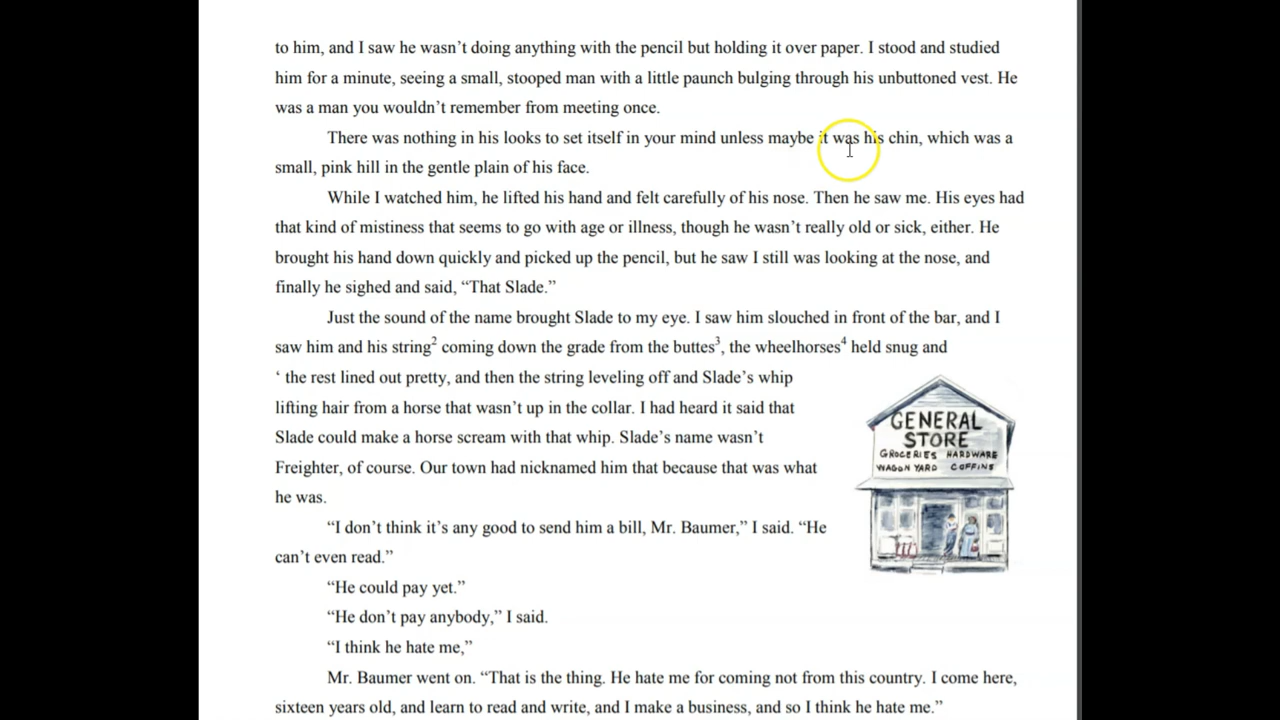 to him, and I saw he wasn’t doing anything with the pencil but holding it over paper. I stood and studied
him for a minute, seeing a small, stooped man with a little paunch bulging through his unbuttoned vest. He
was a man you wouldn’t remember from meeting once.
There was nothing in his looks to set itself in your mind unless maybe it was his chin, which was a
small, pink hill in the gentle plain of his face.
While I watched him, he lifted his hand and felt carefully of his nose. Then he saw me. His eyes had
that kind of mistiness that seems to go with age or illness, though he wasn’t really old or sick, either. He
brought his hand down quickly and picked up the pencil, but he saw I still was looking at the nose, and
finally he sighed and said, “That Slade.”
Just the sound of the name brought Slade to my eye. I saw him slouched in front of the bar, and I
saw him and his string² coming down the grade from the buttes³, the wheelhorses⁴ held snug and
‘ the rest lined out pretty, and then the string leveling off and Slade’s whip
lifting hair from a horse that wasn’t up in the collar. I had heard it said that
Slade could make a horse scream with that whip. Slade’s name wasn’t
Freighter, of course. Our town had nicknamed him that because that was what
he was.
GENERAL
STORE
GROCERIES HARDWARE
WAGON YARD COFFINS
“I don’t think it’s any good to send him a bill, Mr. Baumer,” I said. “He
can’t even read.”
“He could pay yet.”
“He don’t pay anybody,” I said.
“I think he hate me,”
Mr. Baumer went on. “That is the thing. He hate me for coming not from this country. I come here,
sixteen years old, and learn to read and write, and I make a business, and so I think he hate me.”